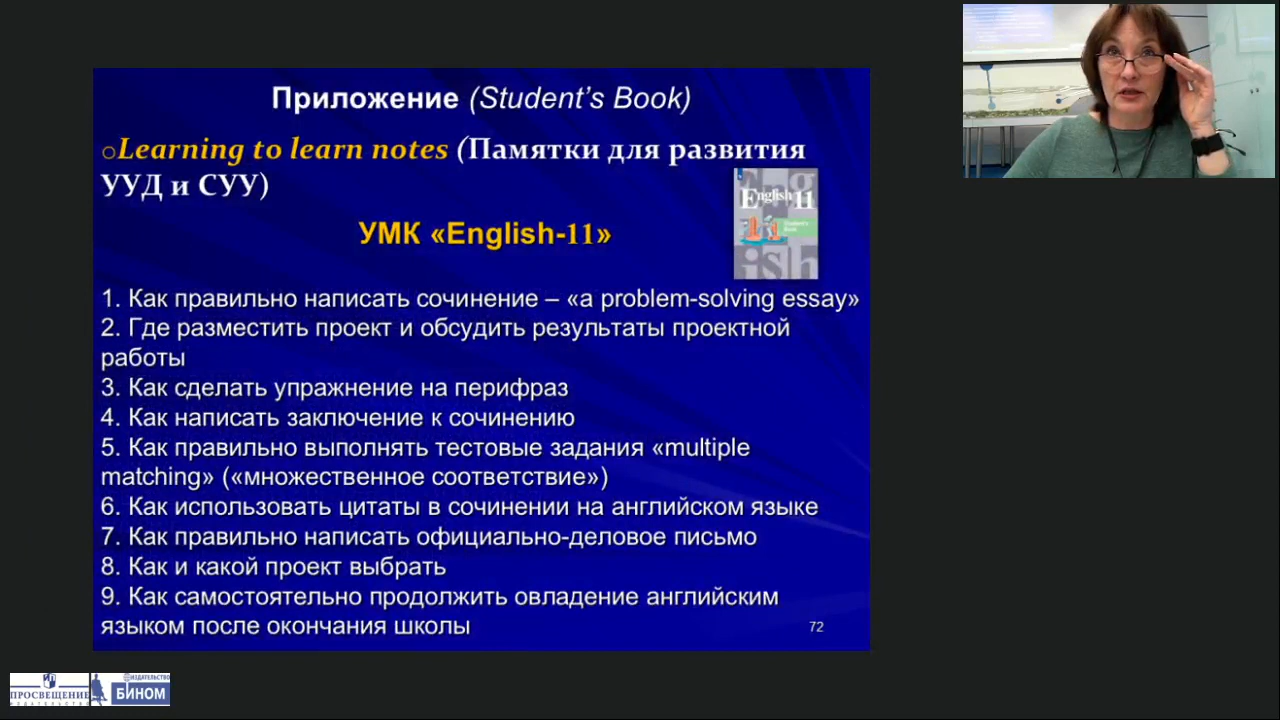 Приложение (Student’s Book)
Learning to learn notes (Памятки для развития
УУД и СУУ)
УМК «English-11»
English 11
Student's
Book
1. Как правильно написать сочинение – «a problem-solving essay»
2. Где разместить проект и обсудить результаты проектной
работы
3. Как сделать упражнение на перифраз
4. Как написать заключение к сочинению
5. Как правильно выполнять тестовые задания «multiple
matching» («множественное соответствие»)
6. Как использовать цитаты в сочинении на английском языке
7. Как правильно написать официально-деловое письмо
8. Как и какой проект выбрать
9. Как самостоятельно продолжить овладение английским
языком после окончания школы
72
ПРОСВЕЩЕНИЕ
ИЗДАТЕЛЬСТВО
ИЗДАТЕЛЬСТВО
БИНОМ